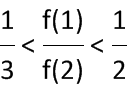 1/3 < f(1)/f(2) < 1/2